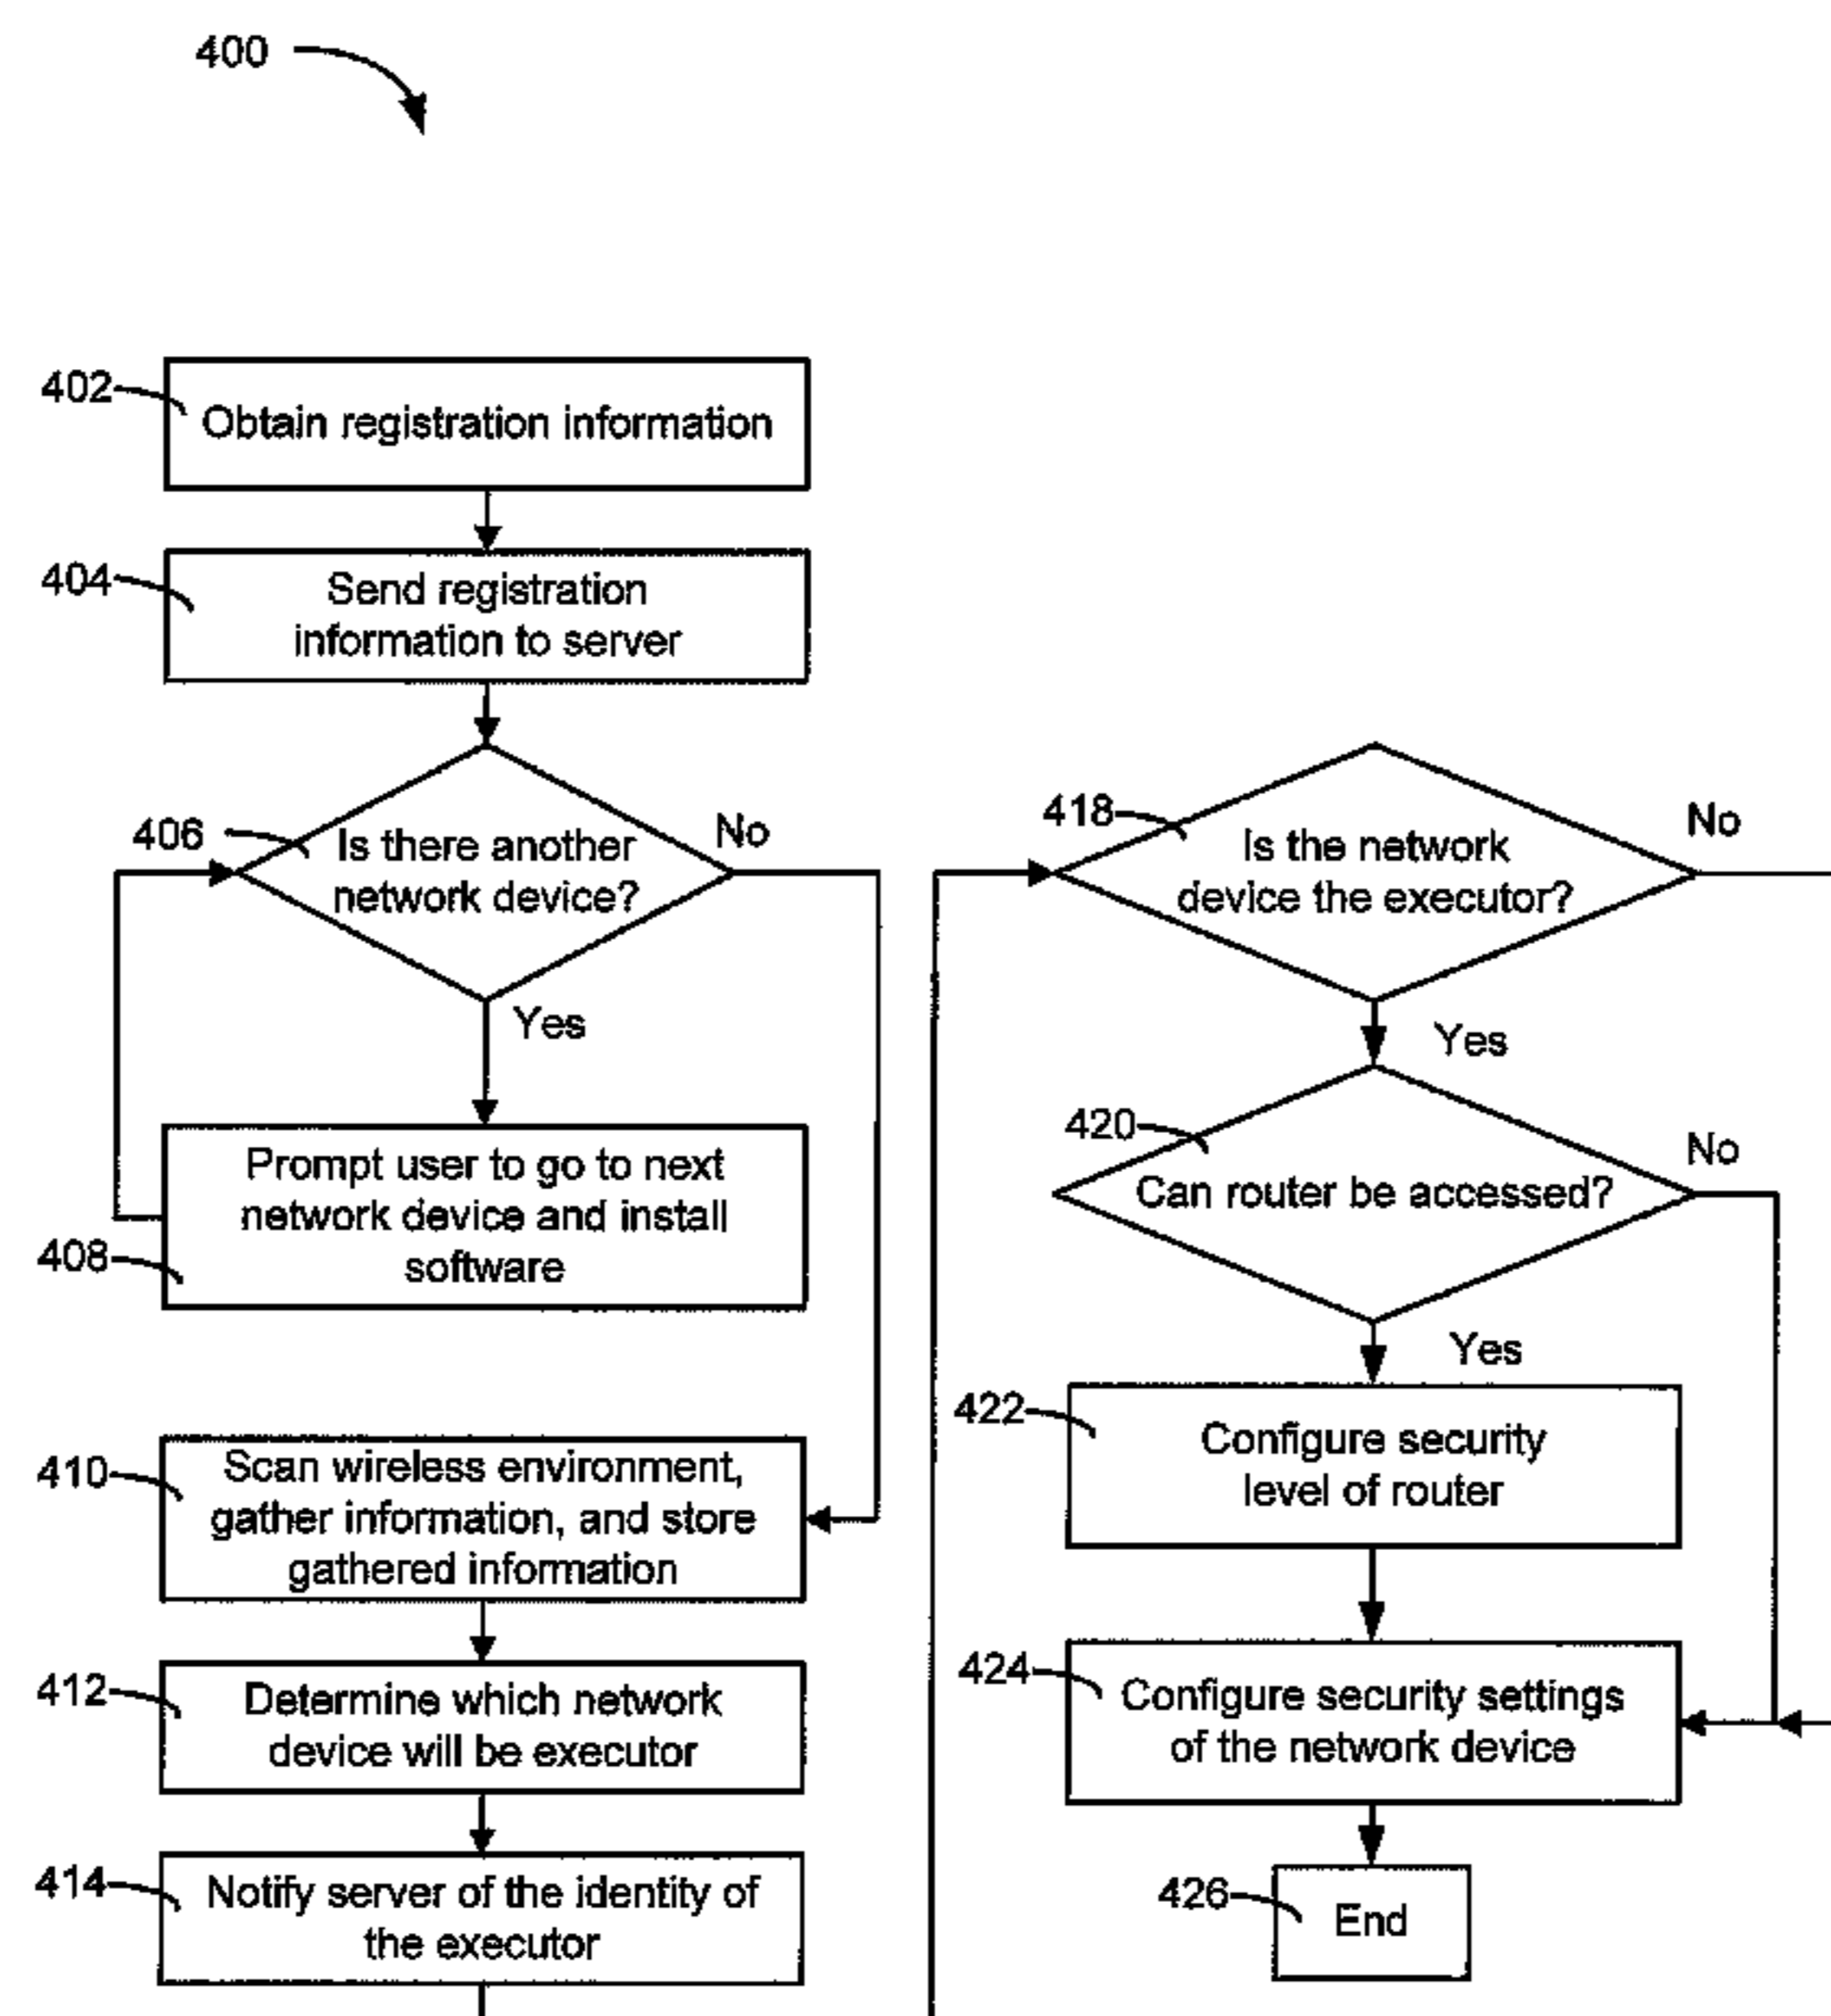 400
402
Obtain registration information
404
Send registration
information to server
406
Is there another
network device?
No
Yes
Prompt user to go to next
network device and install
software
408
410
Scan wireless environment,
gather information, and store
gathered information
412
Determine which network
device will be executor
414
Notify server of the identity of
the executor
418
Is the network
device the executor?
No
Yes
420
Can router be accessed?
No
Yes
422
Configure security
level of router
424
Configure security settings
of the network device
426
End